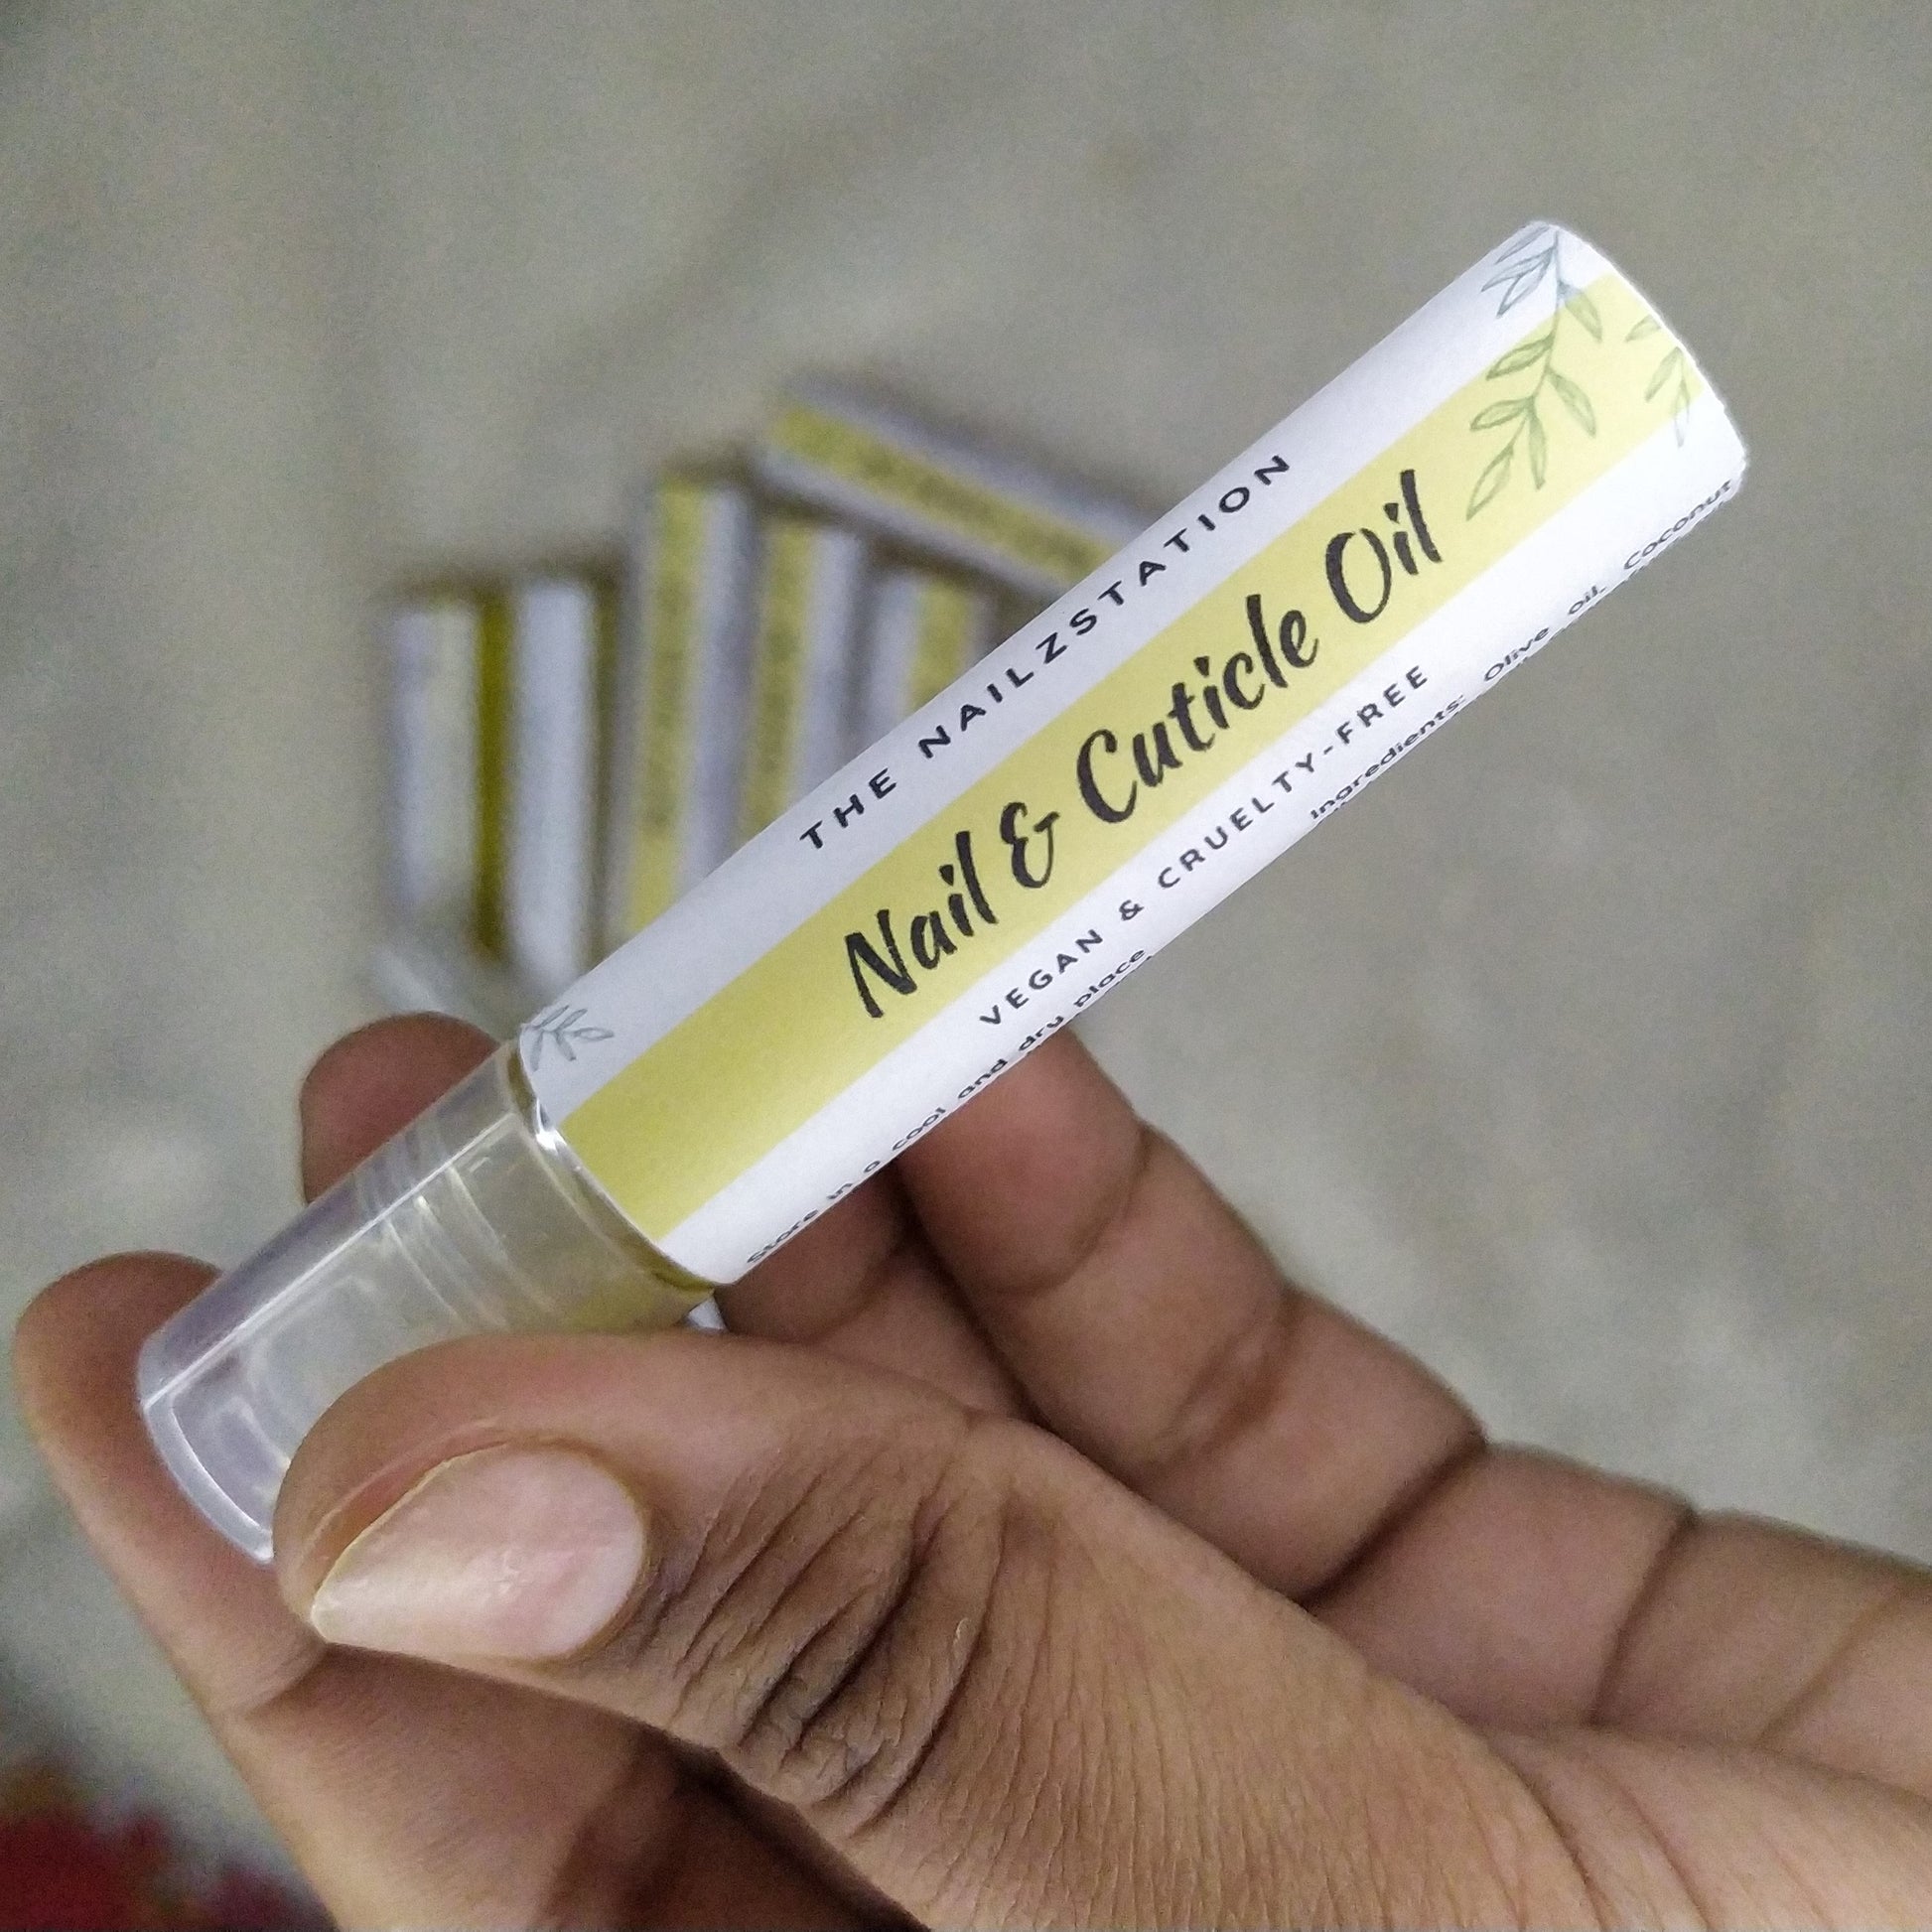 THE NAILZSTATION
Nail & Cuticle Oil
VEGAN & CRUELTY-FREE
Ingredients: Olive Oil, Coconut
Store in a cool and dry place